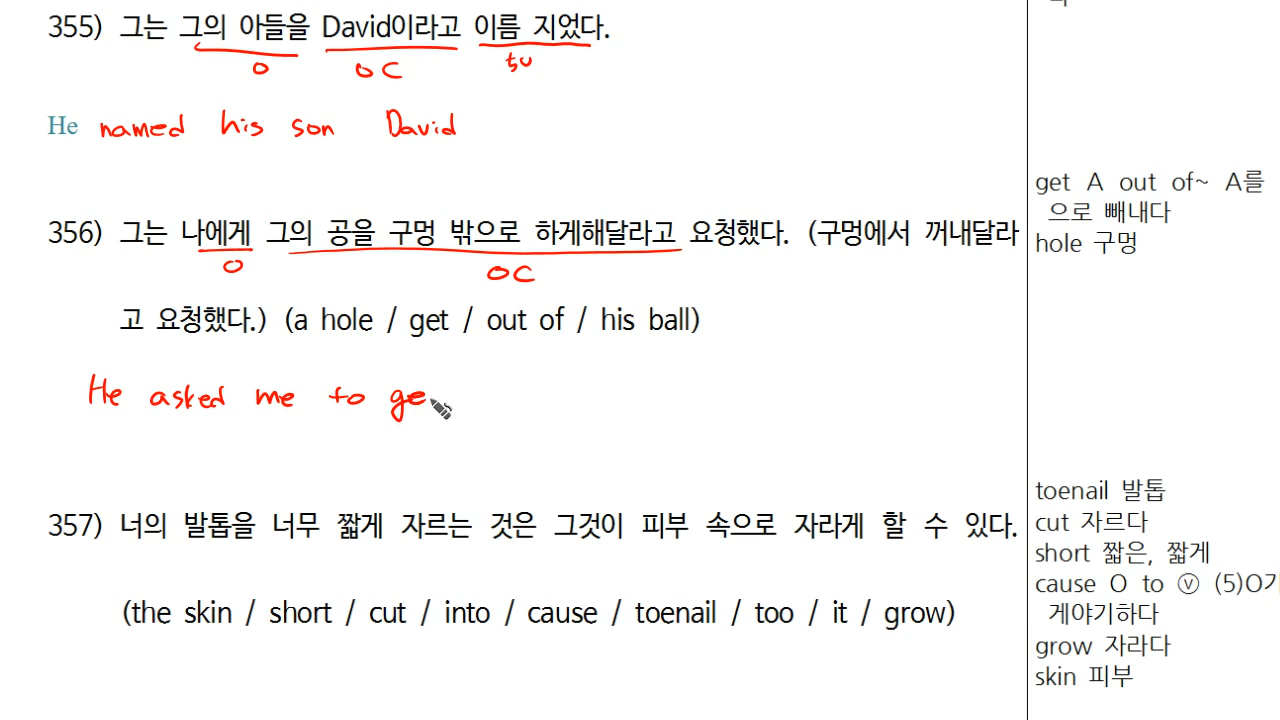 355) 그는 그의 아들을 David이라고 이름 지었다.
O OC 5v
He named his son David
356) 그는 나에게 그의 공을 구멍 밖으로 하게해달라고 요청했다. (구멍에서 꺼내달라
O OC
고 요청했다.) (a hole / get / out of / his ball)
He asked me to ge
357) 너의 발톱을 너무 짧게 자르는 것은 그것이 피부 속으로 자라게 할 수 있다.
(the skin / short / cut / into / cause / toenail / too / it / grow)
get A out of~ A를
으로 빼내다
hole 구멍
toenail 발톱
cut 자르다
short 짧은, 짧게
cause O to ⓥ (5)O가
게야기하다
grow 자라다
skin 피부